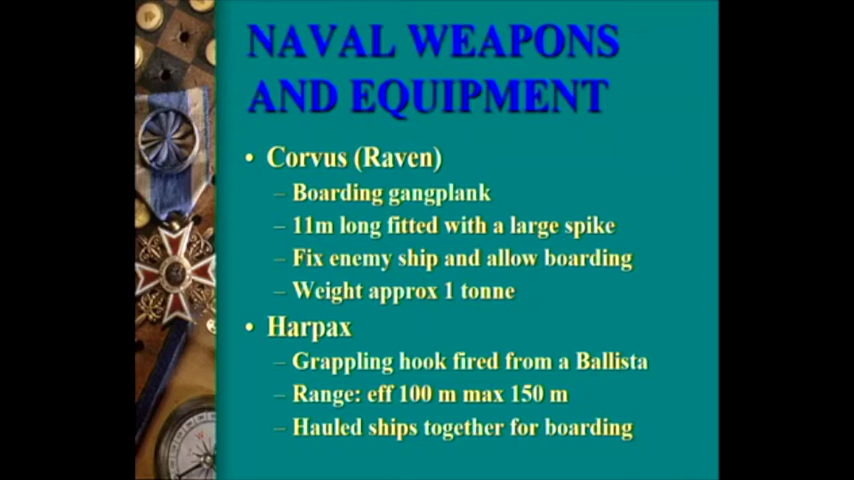 NAVAL WEAPONS
AND EQUIPMENT
• Corvus (Raven)
– Boarding gangplank
– 11m long fitted with a large spike
– Fix enemy ship and allow boarding
– Weight approx 1 tonne
• Harpax
– Grappling hook fired from a Ballista
– Range: eff 100 m max 150 m
– Hauled ships together for boarding